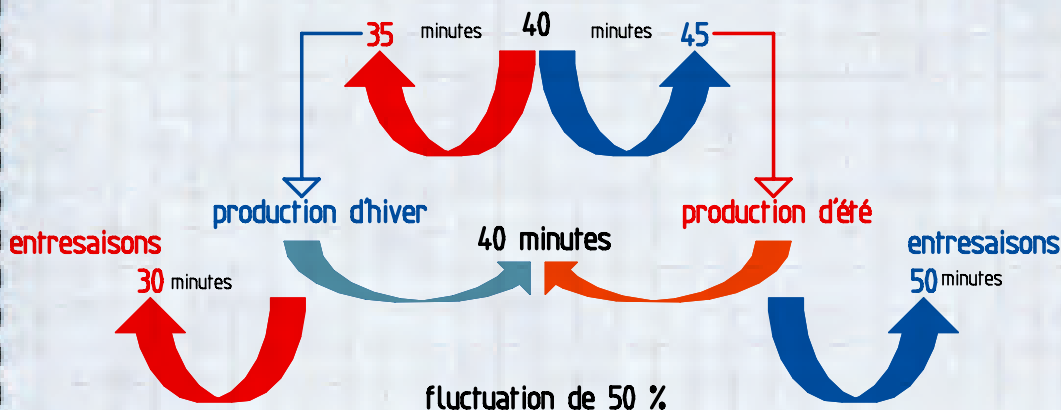 35 minutes 40 minutes 45
production d'hiver
production d'été
entresaisons
40 minutes
entresaisons
30 minutes
50 minutes
fluctuation de 50 %